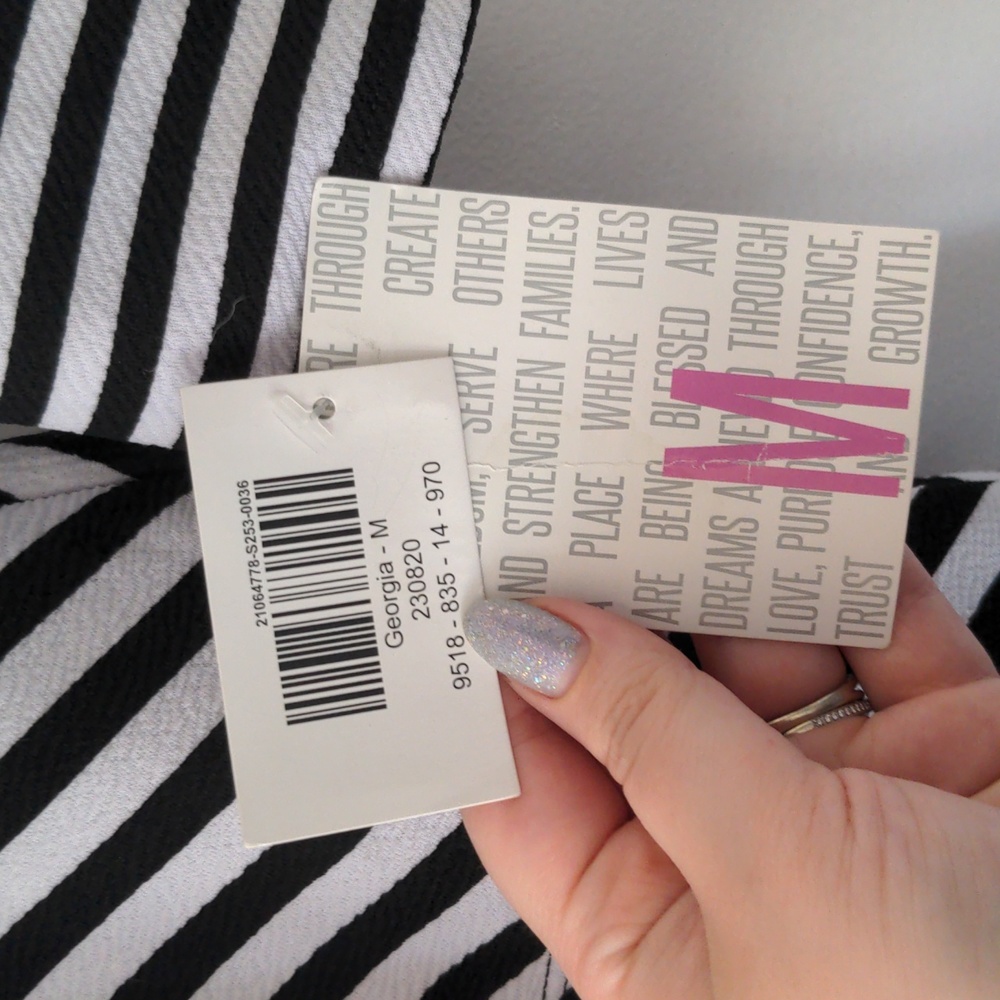 21064778-S253-0036
Georgia - M
230820
9518 - 835 - 14 - 970
THROUGH
CREATE
SERVE OTHERS
STRENGTHEN FAMILIES.
PLACE WHERE LIVES
ARE BEING BLESSED AND
DREAMS THROUGH
LOVE, PURPOSE, CONFIDENCE,
TRUST AND GROWTH.
M